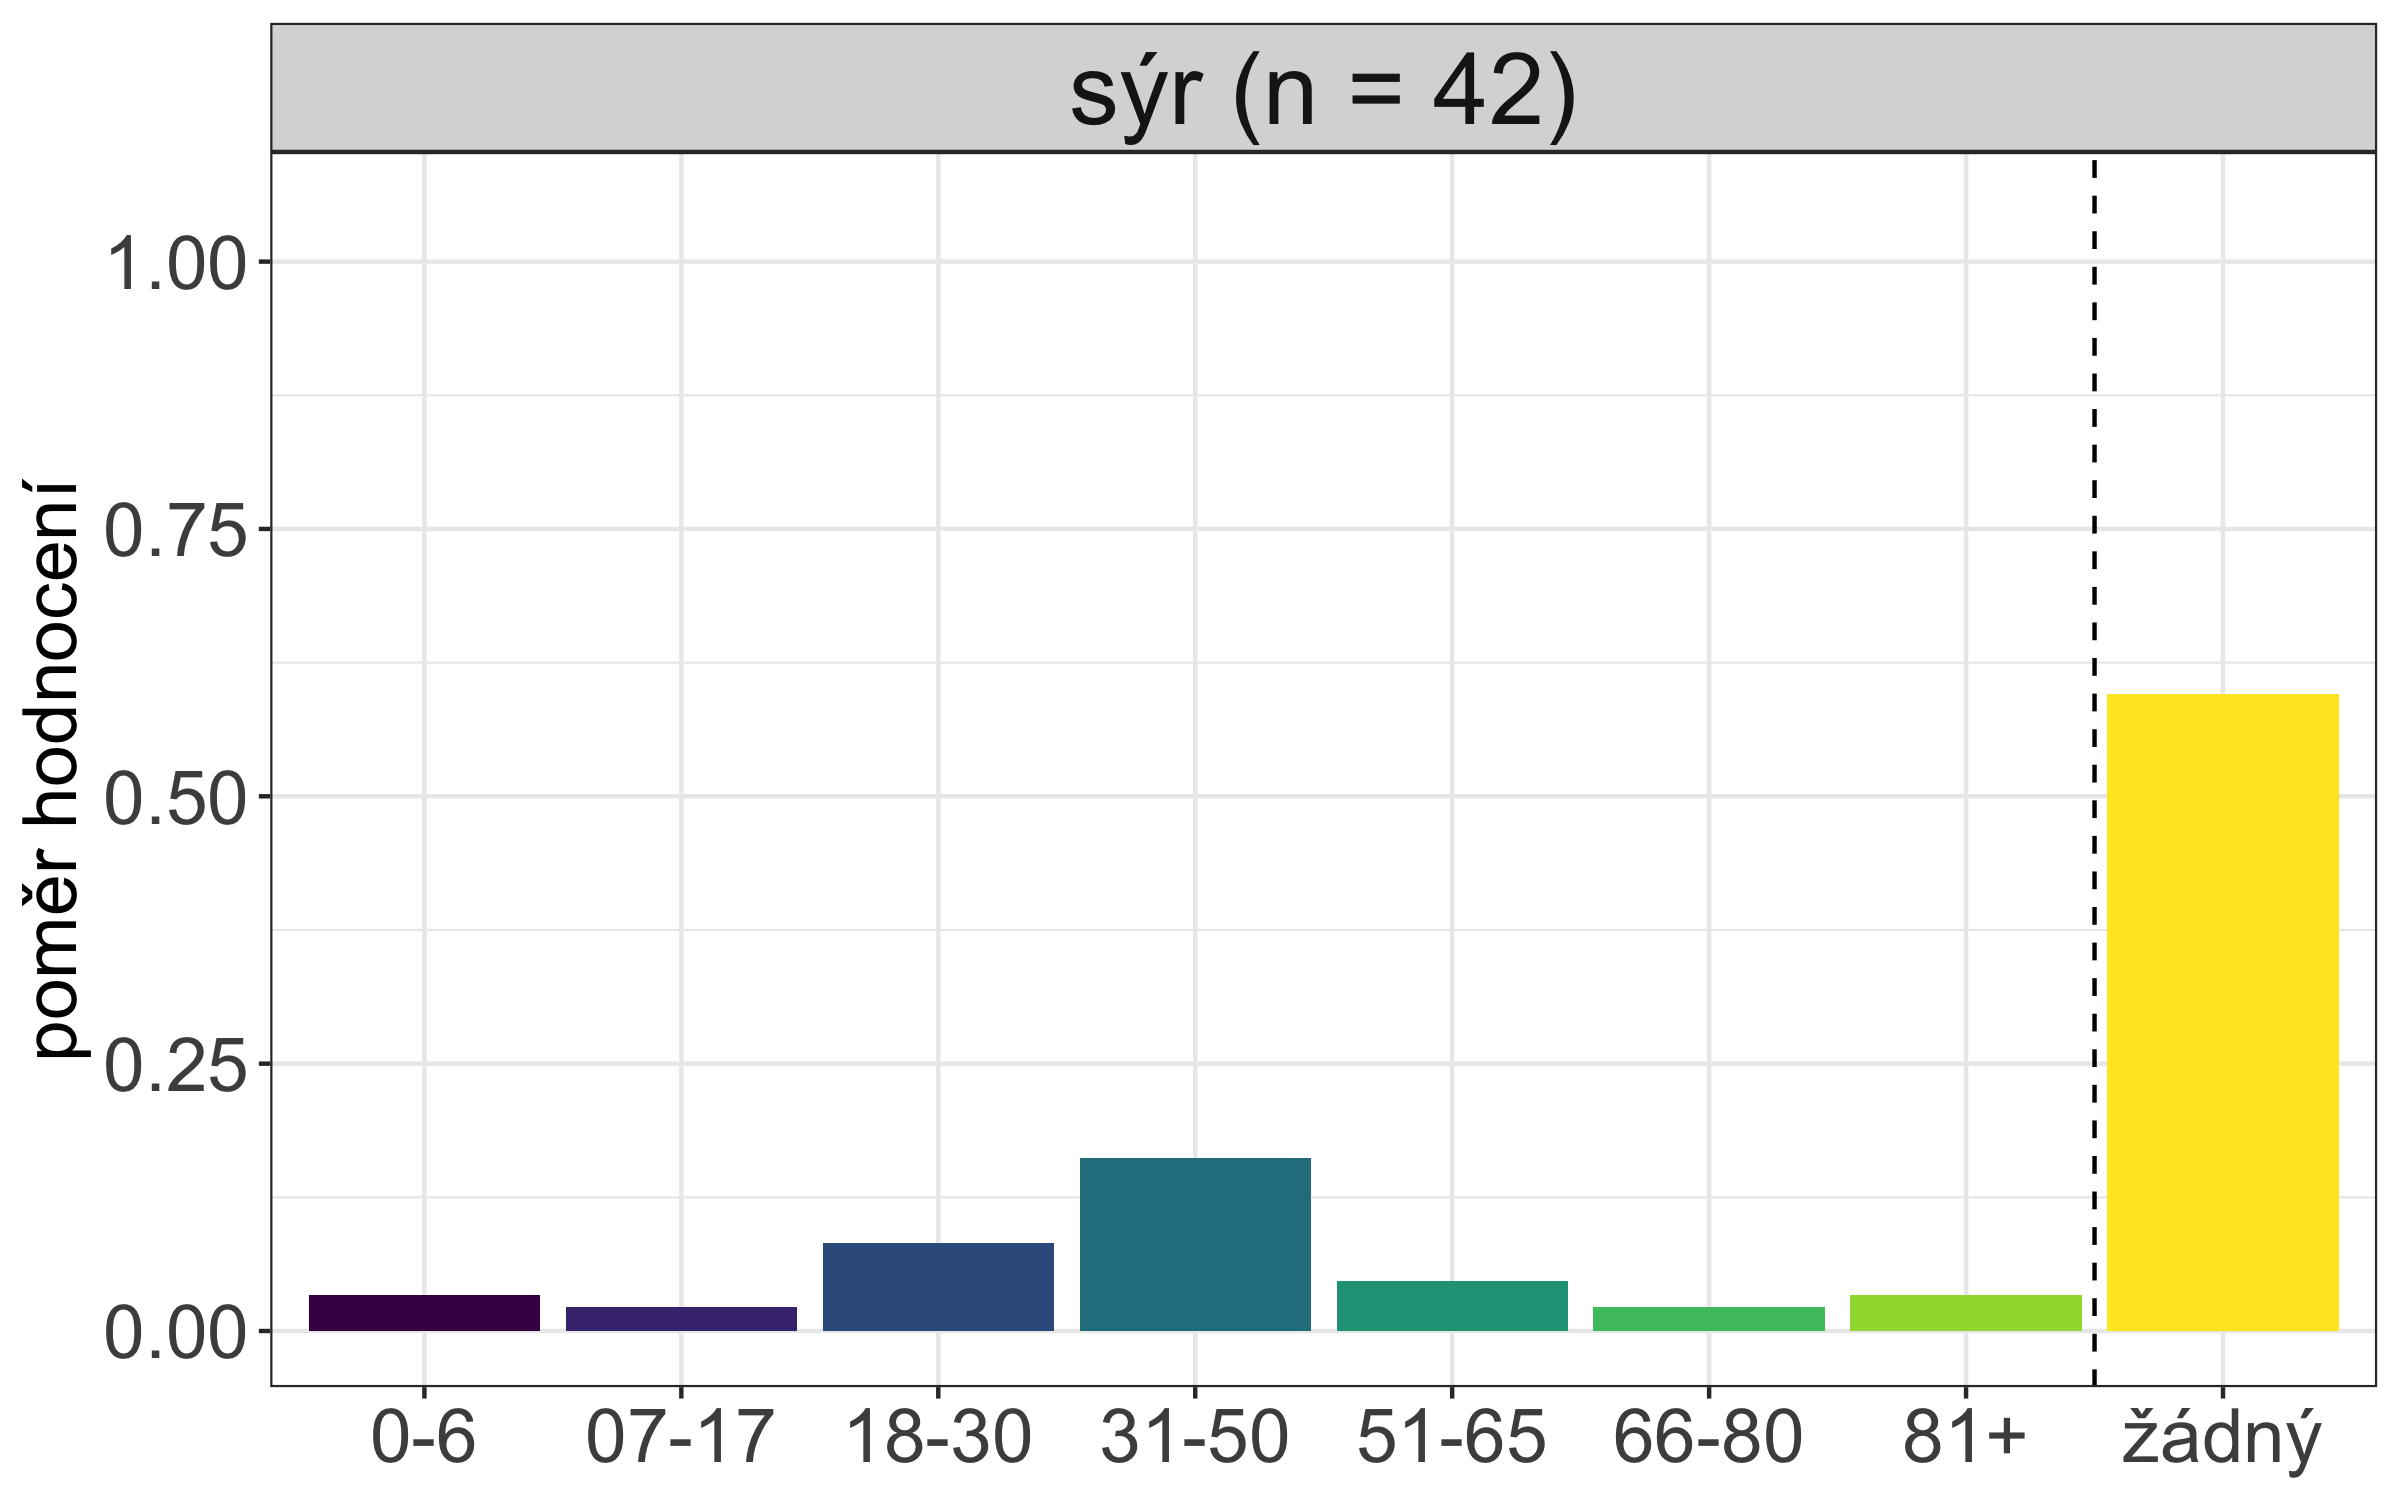 sýr (n = 42)
poměr hodnocení
1.00
0.75
0.50
0.25
0.00
0-6 07-17 18-30 31-50 51-65 66-80 81+ žádný